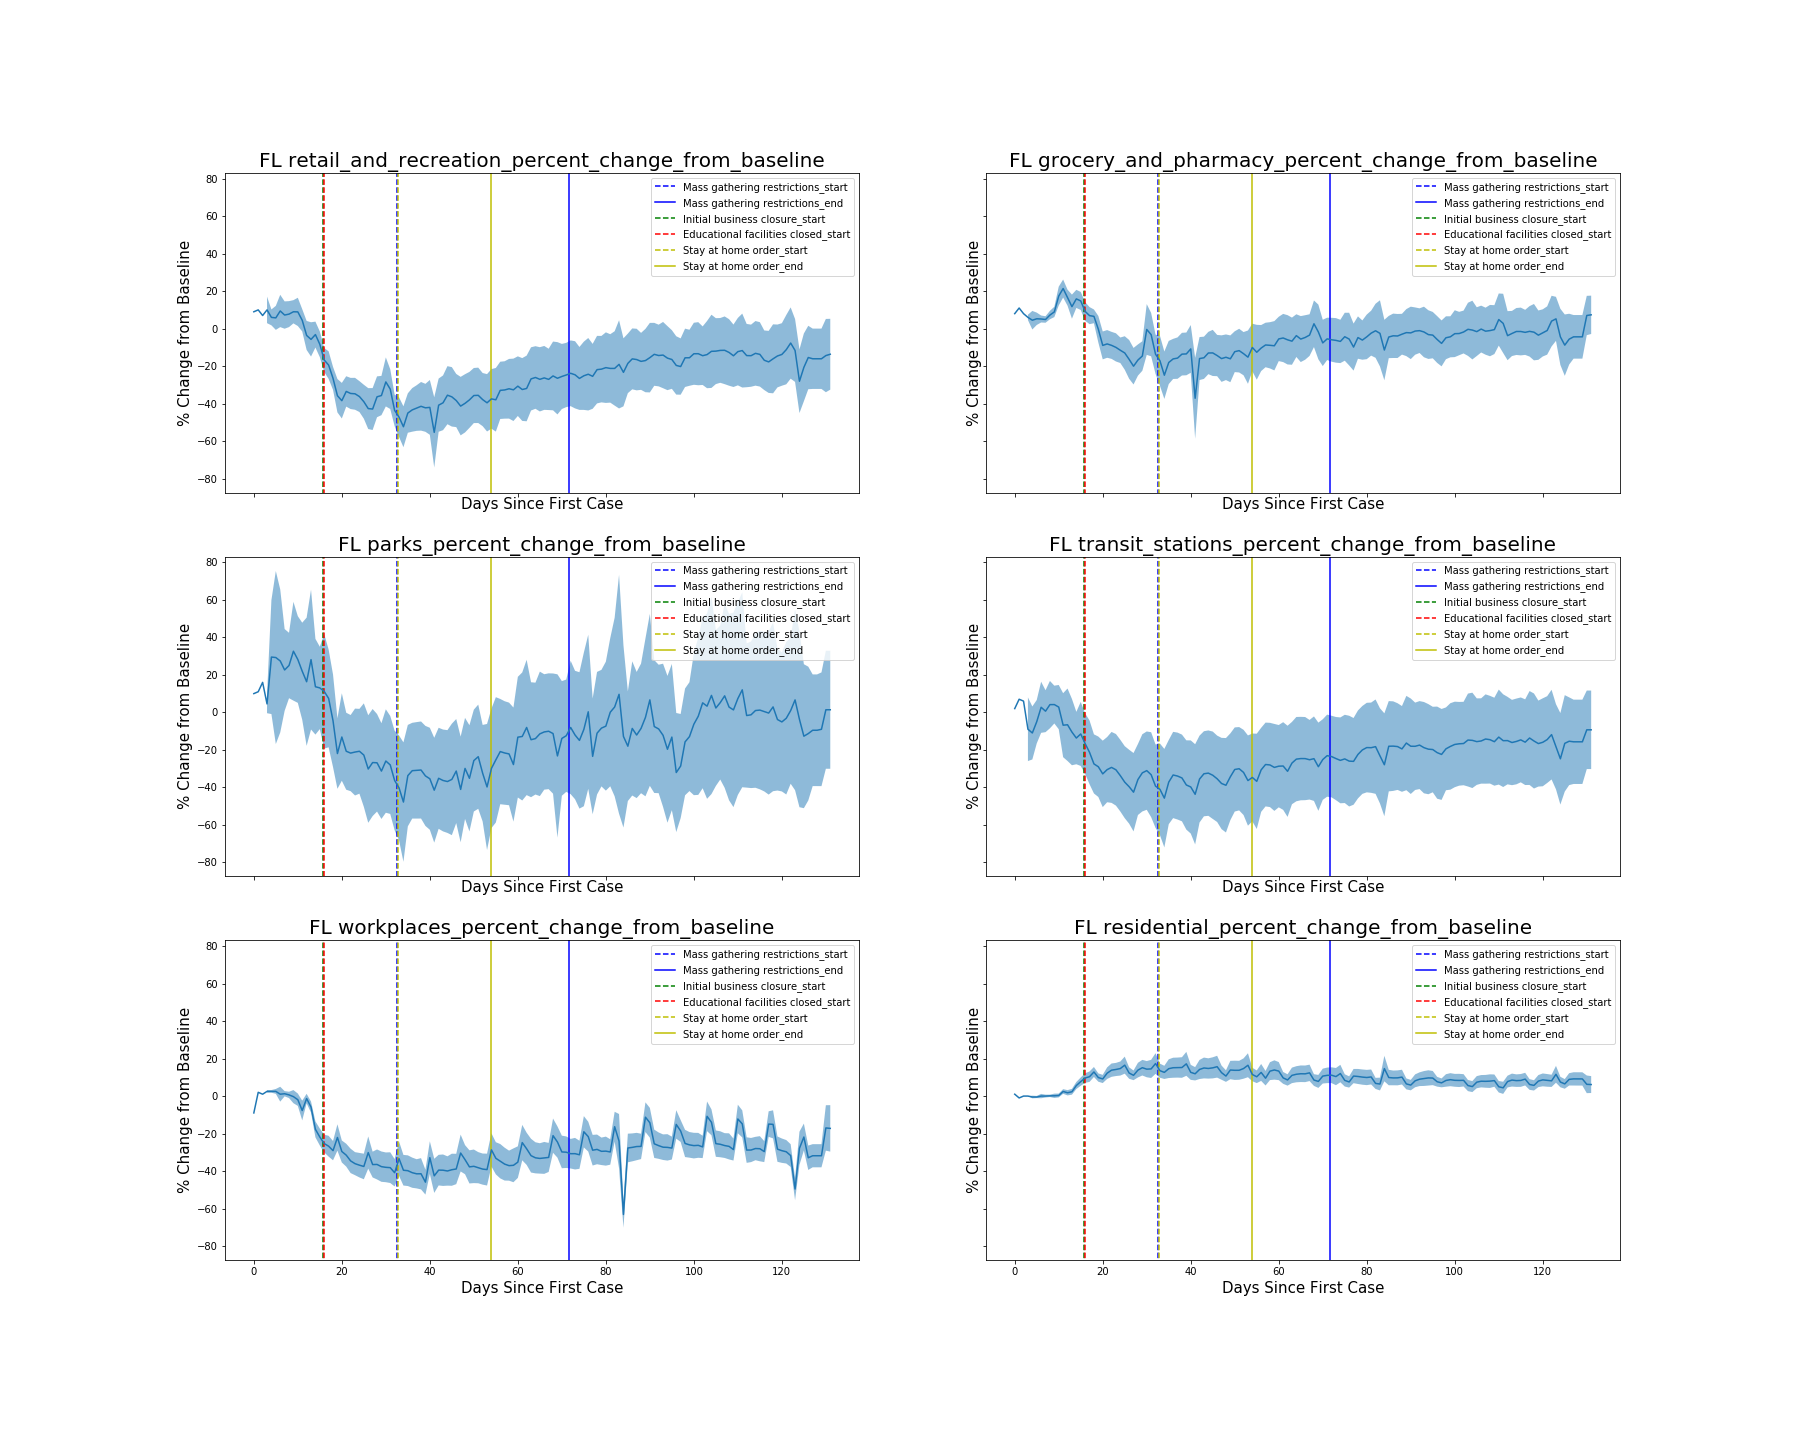 FL retail_and_recreation_percent_change_from_baseline
% Change from Baseline
80
60
40
20
0
−20
−40
−60
−80
Mass gathering restrictions_start
Mass gathering restrictions_end
Initial business closure_start
Educational facilities closed_start
Stay at home order_start
Stay at home order_end
Days Since First Case
FL grocery_and_pharmacy_percent_change_from_baseline
% Change from Baseline
Mass gathering restrictions_start
Mass gathering restrictions_end
Initial business closure_start
Educational facilities closed_start
Stay at home order_start
Stay at home order_end
Days Since First Case
FL parks_percent_change_from_baseline
% Change from Baseline
80
60
40
20
0
−20
−40
−60
−80
Mass gathering restrictions_start
Mass gathering restrictions_end
Initial business closure_start
Educational facilities closed_start
Stay at home order_start
Stay at home order_end
Days Since First Case
FL transit_stations_percent_change_from_baseline
% Change from Baseline
Mass gathering restrictions_start
Mass gathering restrictions_end
Initial business closure_start
Educational facilities closed_start
Stay at home order_start
Stay at home order_end
Days Since First Case
FL workplaces_percent_change_from_baseline
% Change from Baseline
80
60
40
20
0
−20
−40
−60
−80
Mass gathering restrictions_start
Mass gathering restrictions_end
Initial business closure_start
Educational facilities closed_start
Stay at home order_start
Stay at home order_end
0 20 40 60 80 100 120
Days Since First Case
FL residential_percent_change_from_baseline
% Change from Baseline
Mass gathering restrictions_start
Mass gathering restrictions_end
Initial business closure_start
Educational facilities closed_start
Stay at home order_start
Stay at home order_end
0 20 40 60 80 100 120
Days Since First Case